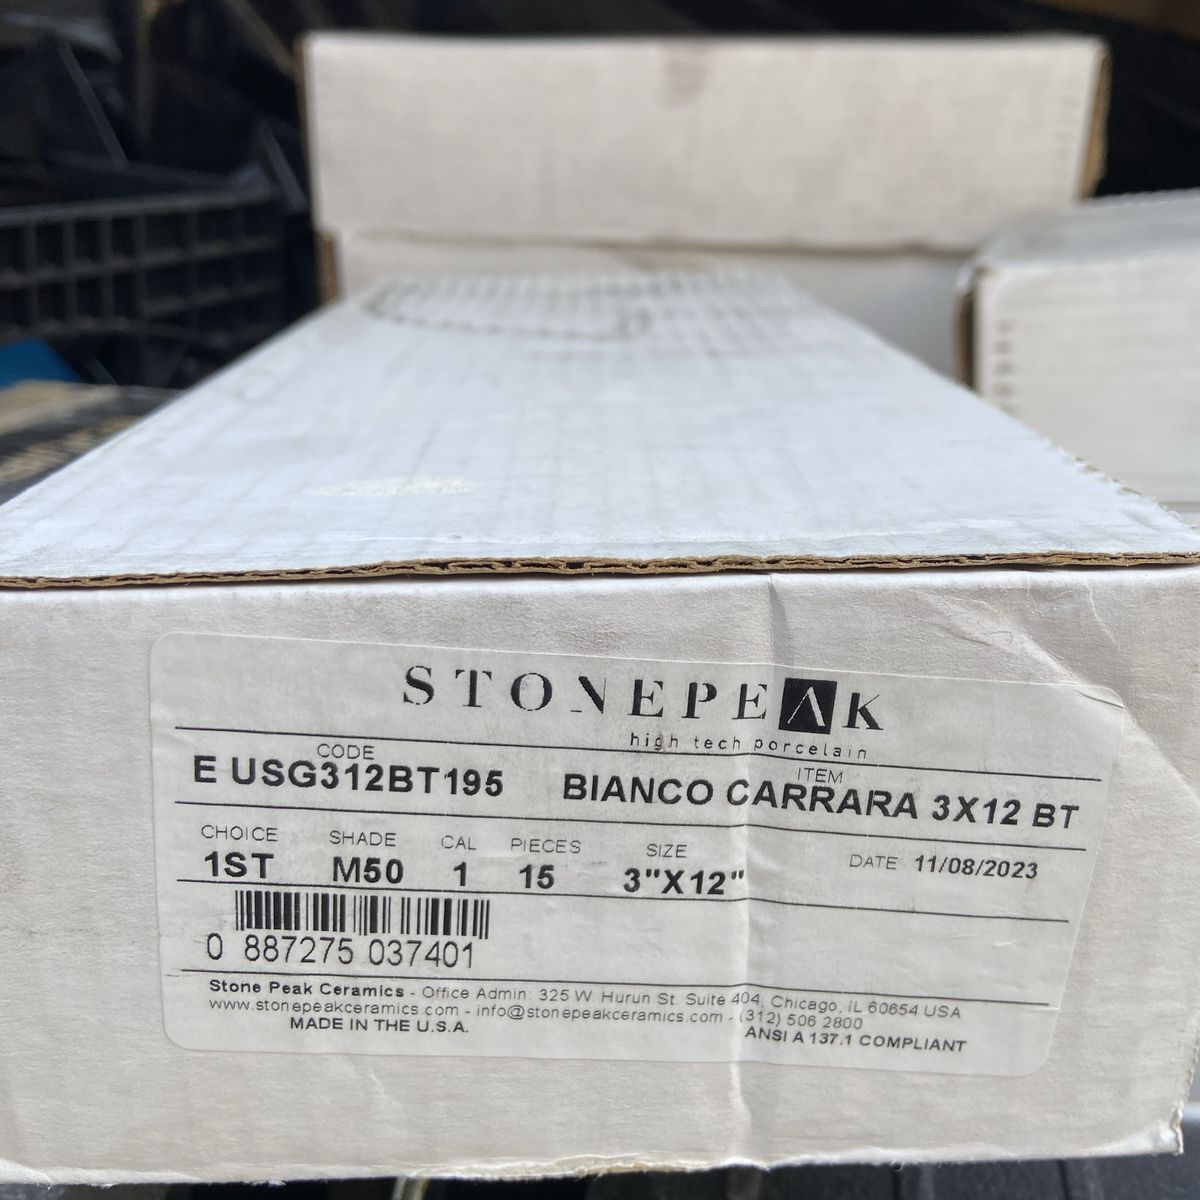 STONEPEAK
high tech porcelain
CODE ITEM
E USG312BT195 BIANCO CARRARA 3X12 BT
CHOICE SHADE CAL PIECES SIZE DATE 11/08/2023
1ST M50 1 15 3"X12"
0 887275 037401
Stone Peak Ceramics - Office Admin: 325 W Hurun St. Suite 404, Chicago, IL 60654 USA
www.stonepeakceramics.com - info@stonepeakceramics.com - (312) 506 2800
MADE IN THE U.S.A. ANSI A 137.1 COMPLIANT